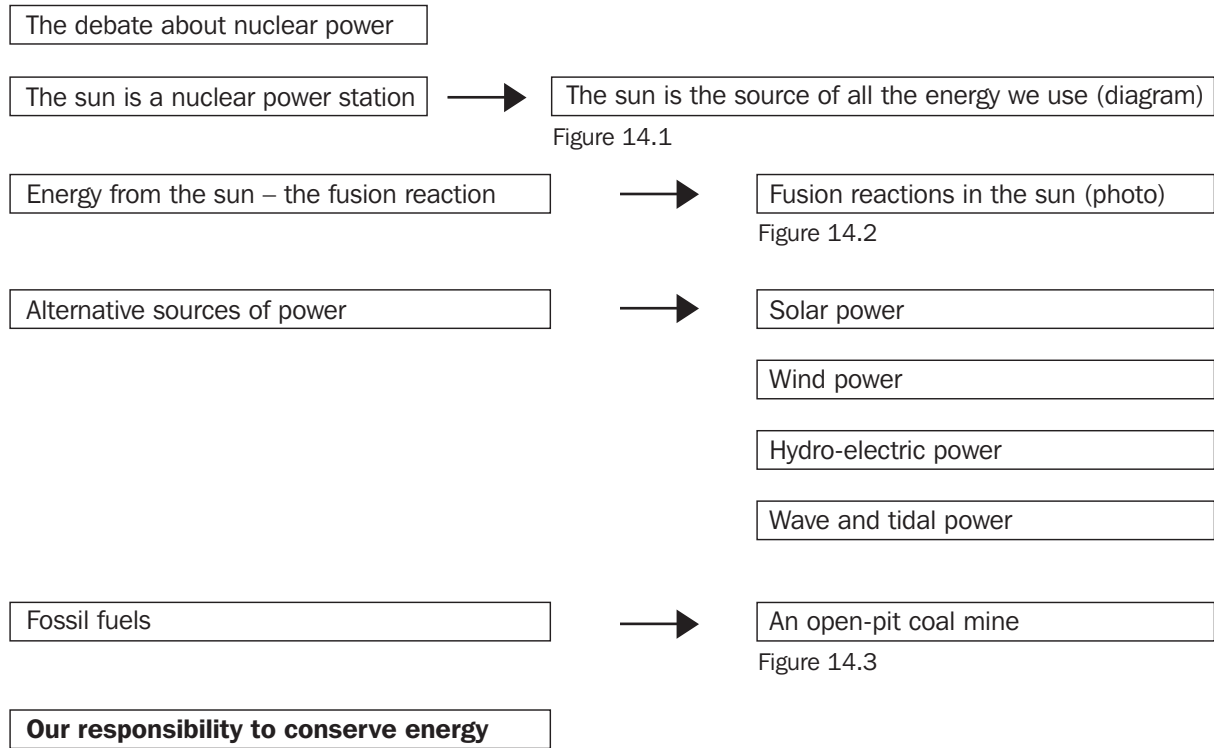 The debate about nuclear power
The sun is a nuclear power station
The sun is the source of all the energy we use (diagram)
Figure 14.1
Energy from the sun – the fusion reaction
Fusion reactions in the sun (photo)
Figure 14.2
Alternative sources of power
Solar power
Wind power
Hydro-electric power
Wave and tidal power
Fossil fuels
An open-pit coal mine
Figure 14.3
Our responsibility to conserve energy